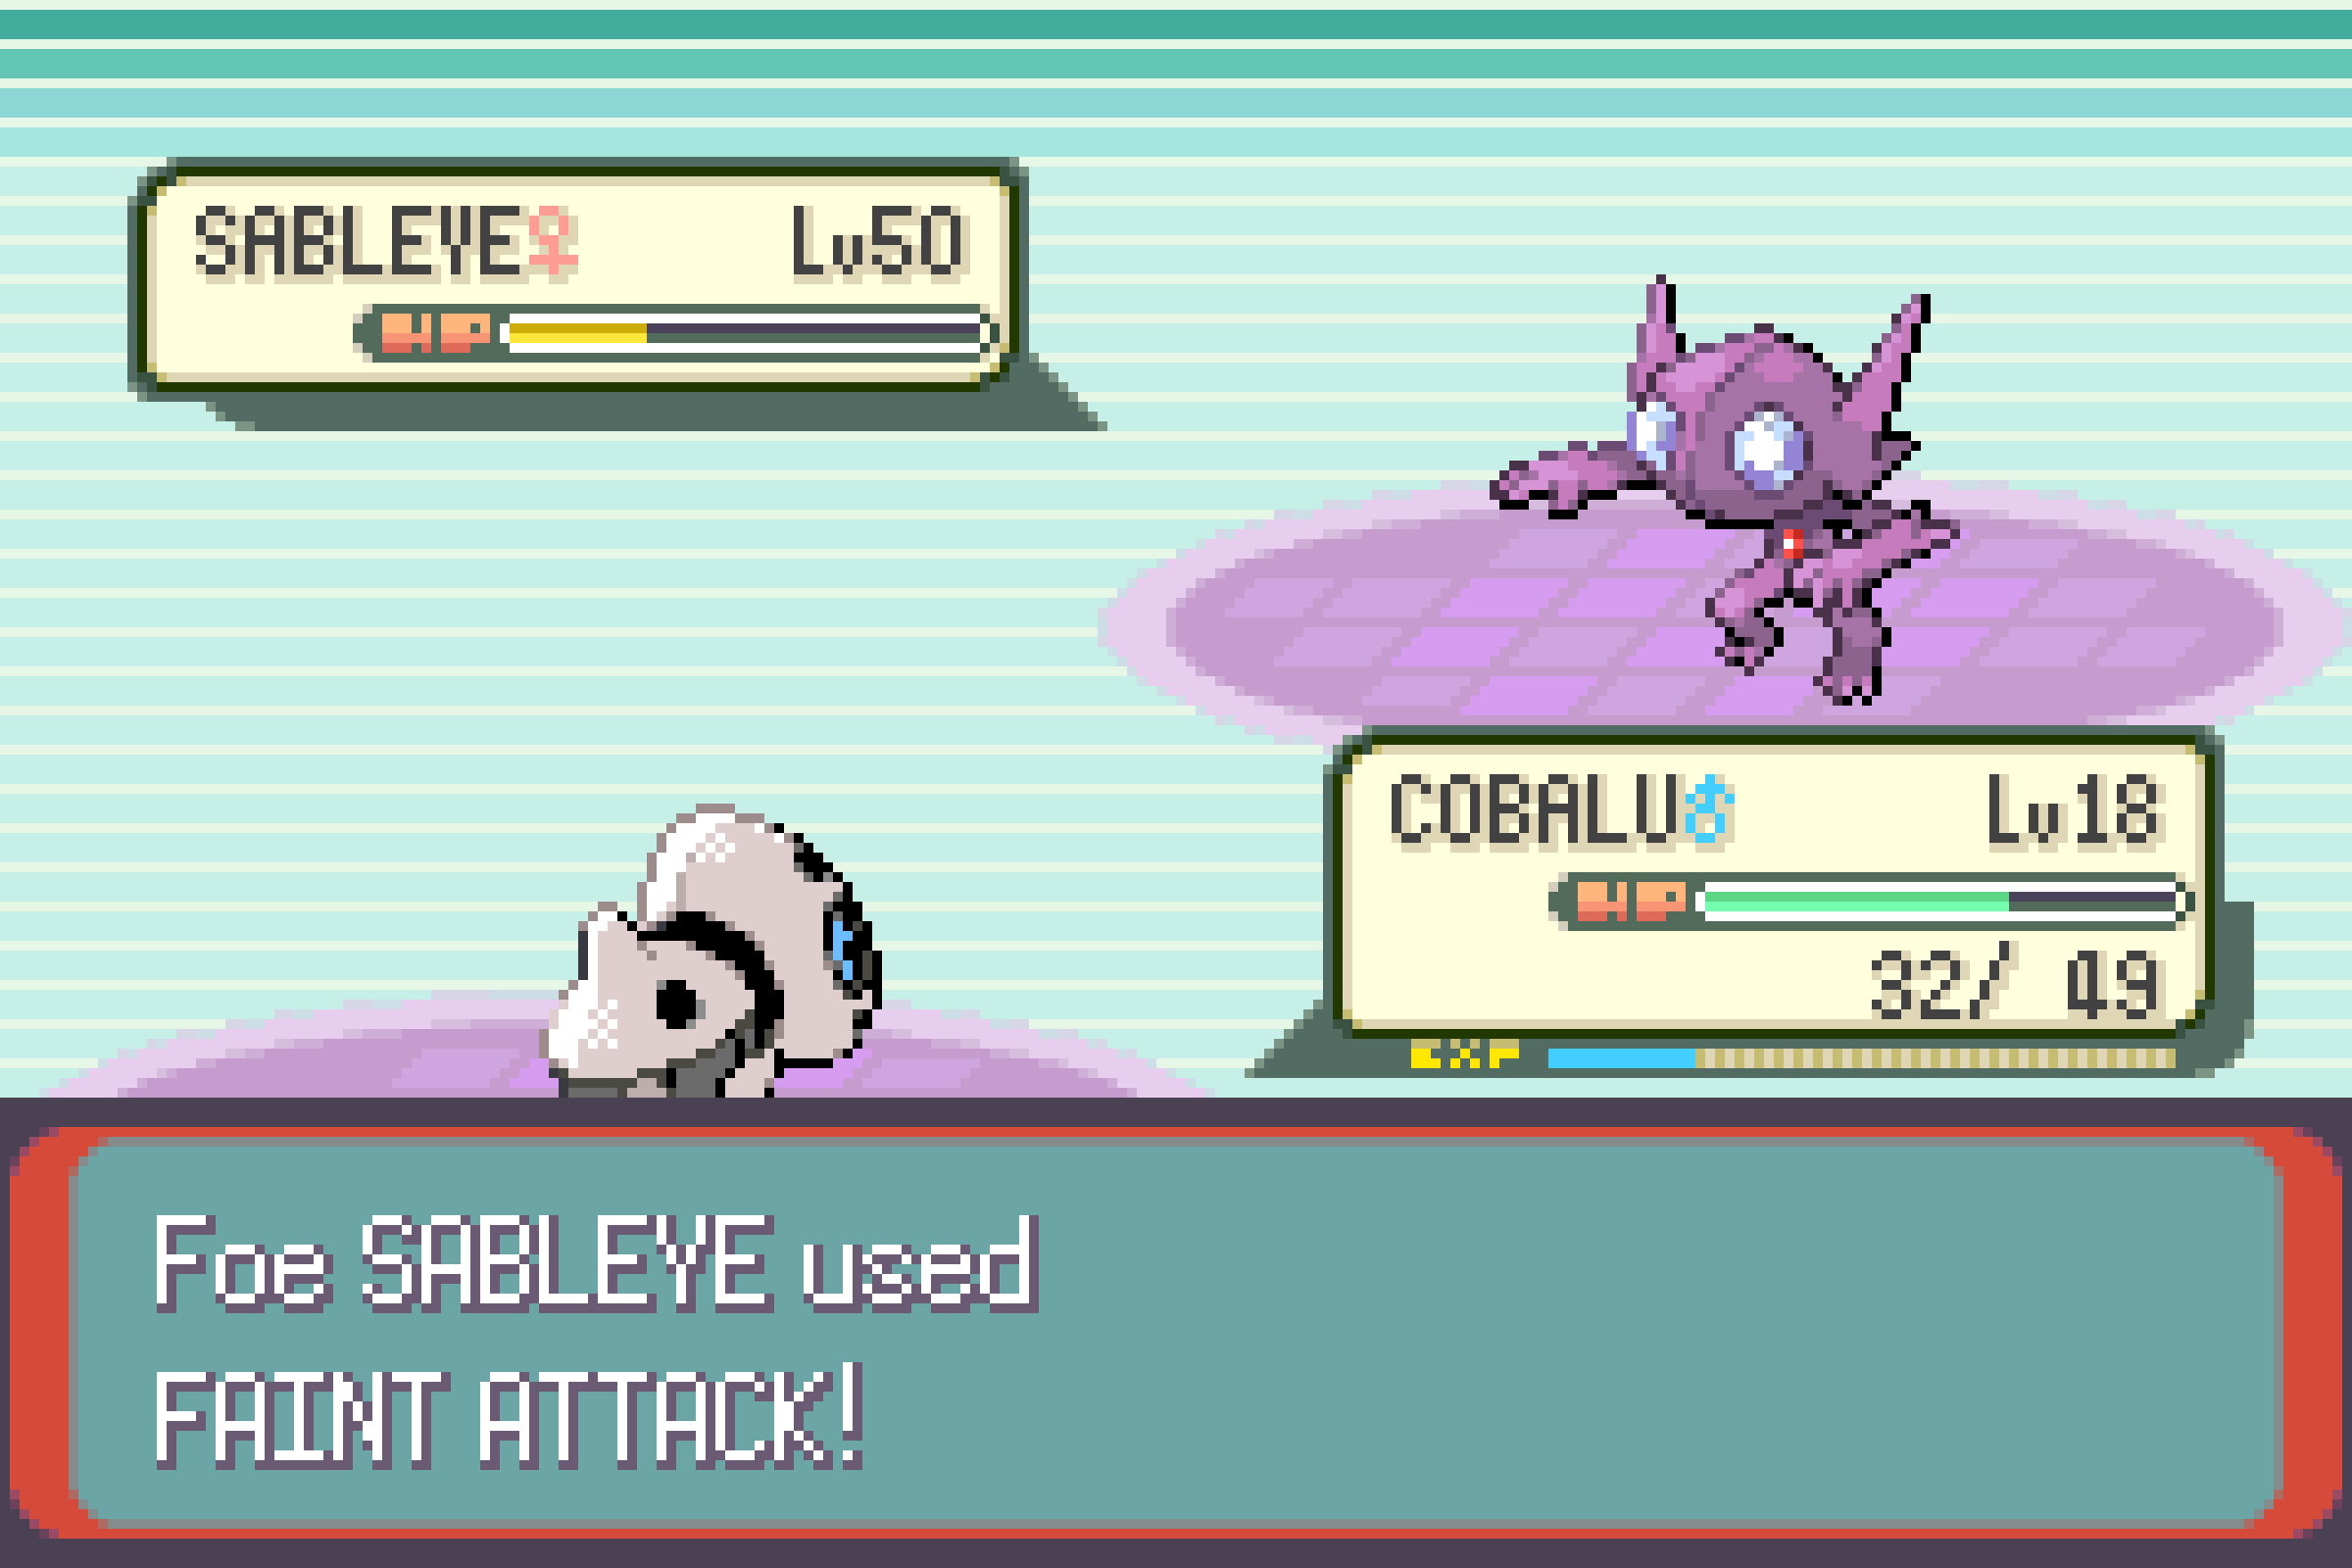 SABLEYE♀ Lv50
HP
COBALU♂ Lv18
HP
32/ 49
EXP
Foe SABLEYE used
FAINT ATTACK!